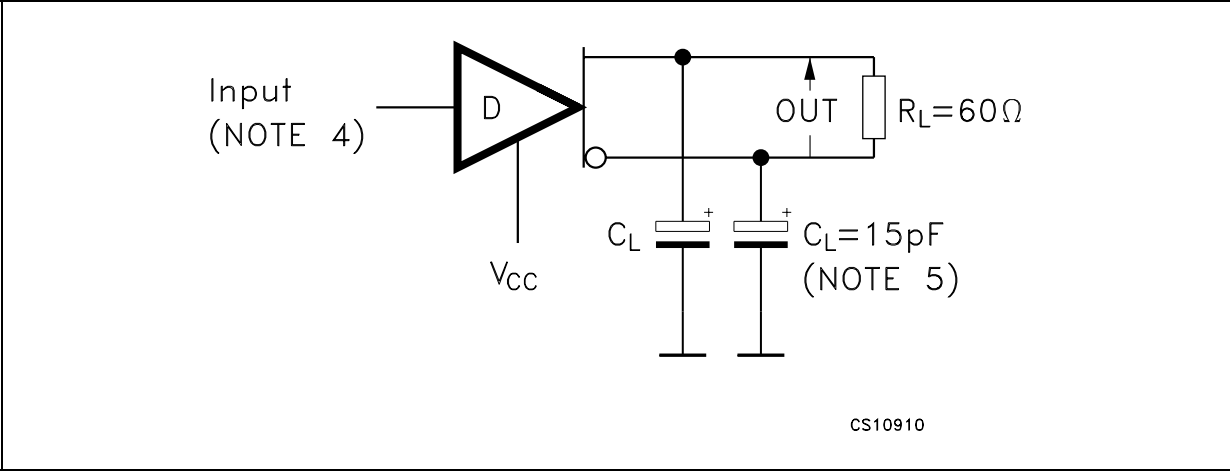 Input
(NOTE 4)
D
OUT
R_L=60Ω
V_CC
C_L
C_L=15pF
(NOTE 5)
+
+
CS10910